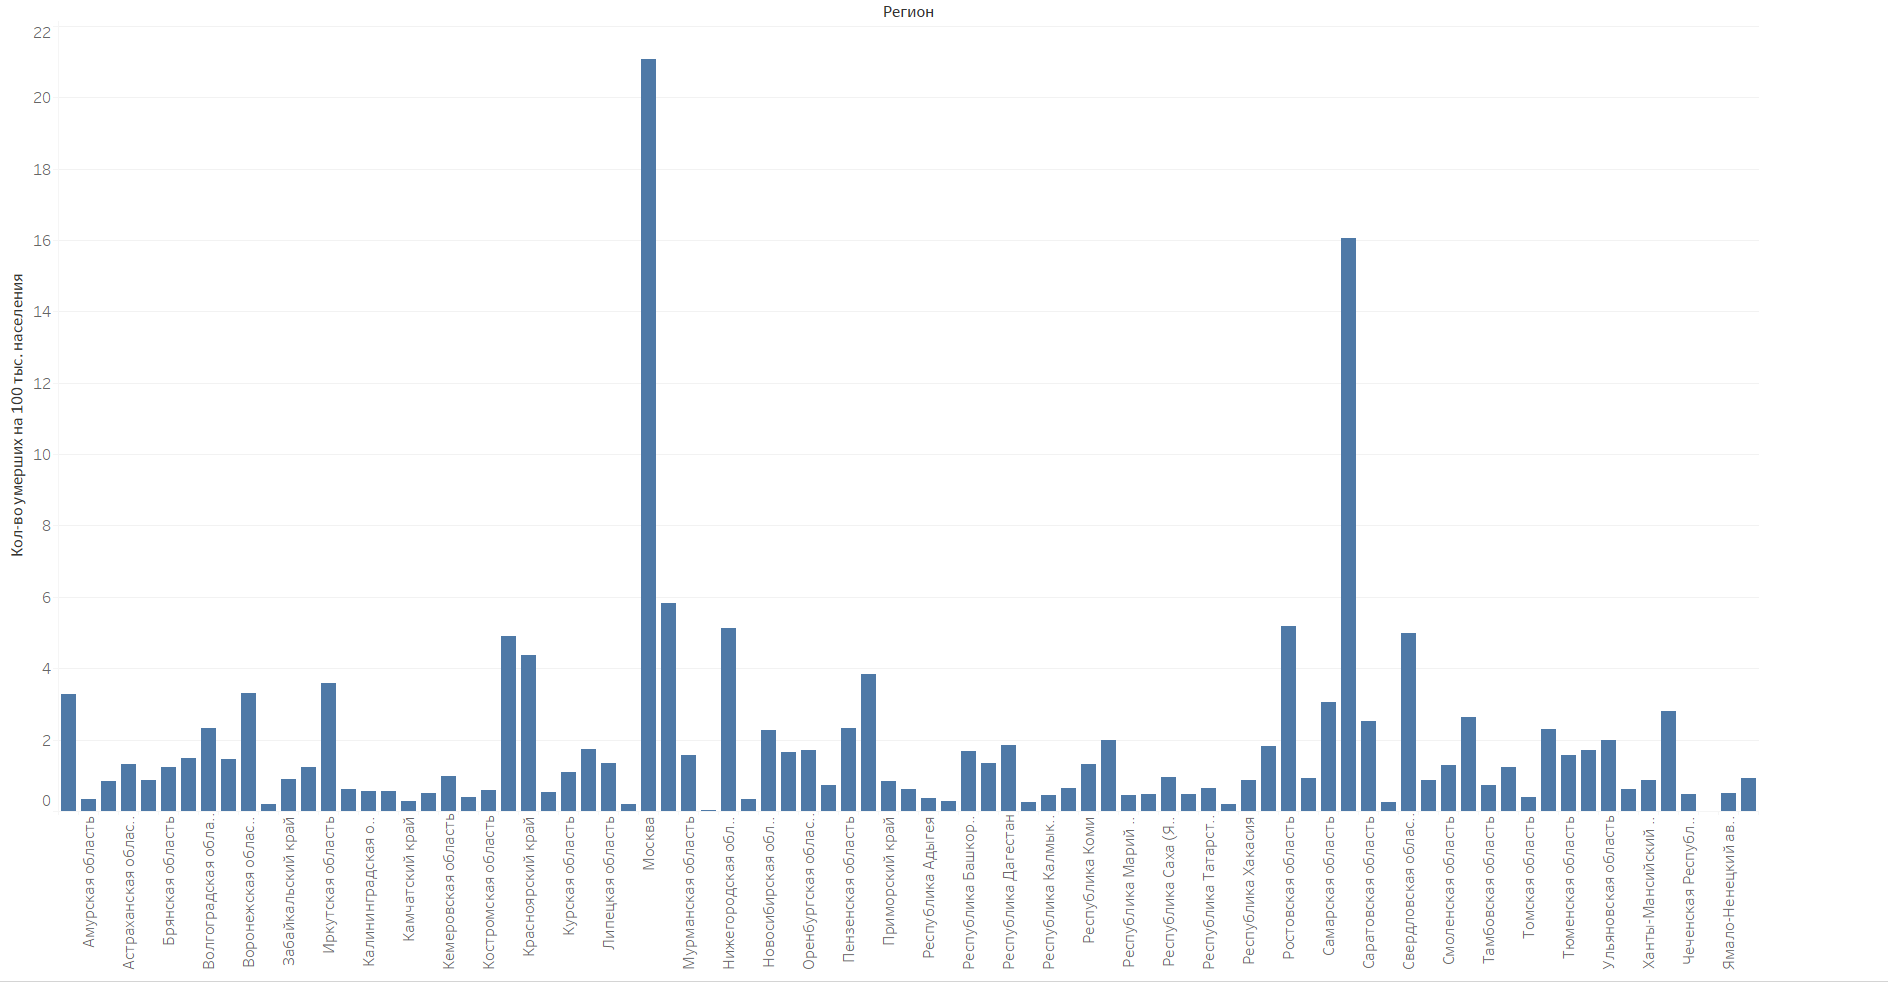 Регион
Кол-во умерших на 100 тыс. населения
22
20
18
16
14
12
10
8
6
4
2
0
Амурская область
Астраханская облас..
Брянская область
Волгоградская обла..
Воронежская облас..
Забайкальский край
Иркутская область
Калининградская о..
Камчатский край
Кемеровская область
Костромская область
Красноярский край
Курская область
Липецкая область
Москва
Мурманская область
Нижегородская обл..
Новосибирская обл..
Оренбургская облас..
Пензенская область
Приморский край
Республика Адыгея
Республика Башкор..
Республика Дагестан
Республика Калмык..
Республика Коми
Республика Марий ..
Республика Саха (Я..
Республика Татарст..
Республика Хакасия
Ростовская область
Самарская область
Саратовская область
Свердловская облас..
Смоленская область
Тамбовская область
Томская область
Тюменская область
Ульяновская область
Ханты-Мансийский ..
Чеченская Республ..
Ямало-Ненецкий ав..